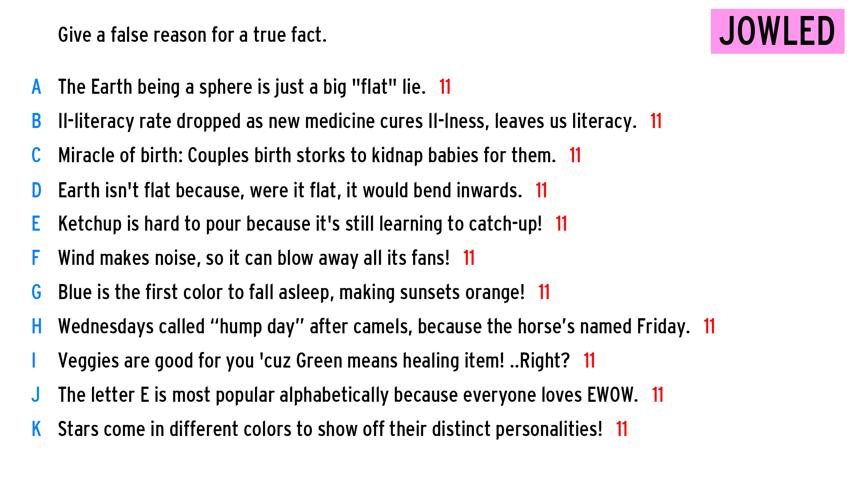 Give a false reason for a true fact.
JOWLED
A The Earth being a sphere is just a big "flat" lie. 11
B Il-literacy rate dropped as new medicine cures Il-lness, leaves us literacy. 11
C Miracle of birth: Couples birth storks to kidnap babies for them. 11
D Earth isn't flat because, were it flat, it would bend inwards. 11
E Ketchup is hard to pour because it's still learning to catch-up! 11
F Wind makes noise, so it can blow away all its fans! 11
G Blue is the first color to fall asleep, making sunsets orange! 11
H Wednesdays called “hump day” after camels, because the horse’s named Friday. 11
I Veggies are good for you 'cuz Green means healing item! ..Right? 11
J The letter E is most popular alphabetically because everyone loves EWOW. 11
K Stars come in different colors to show off their distinct personalities! 11